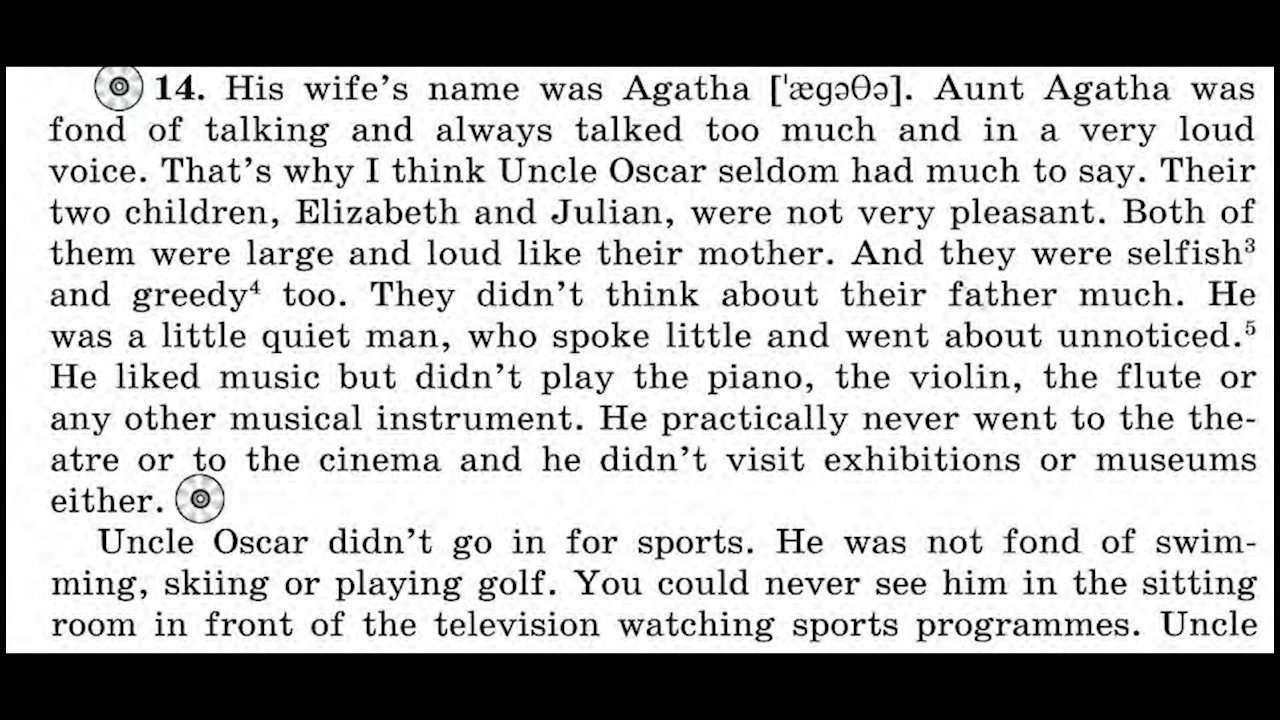 14. His wife's name was Agatha [ˈægəθə]. Aunt Agatha was
fond of talking and always talked too much and in a very loud
voice. That's why I think Uncle Oscar seldom had much to say. Their
two children, Elizabeth and Julian, were not very pleasant. Both of
them were large and loud like their mother. And they were selfish³
and greedy⁴ too. They didn't think about their father much. He
was a little quiet man, who spoke little and went about unnoticed.⁵
He liked music but didn't play the piano, the violin, the flute or
any other musical instrument. He practically never went to the the-
atre or to the cinema and he didn't visit exhibitions or museums
either.
Uncle Oscar didn't go in for sports. He was not fond of swim-
ming, skiing or playing golf. You could never see him in the sitting
room in front of the television watching sports programmes. Uncle